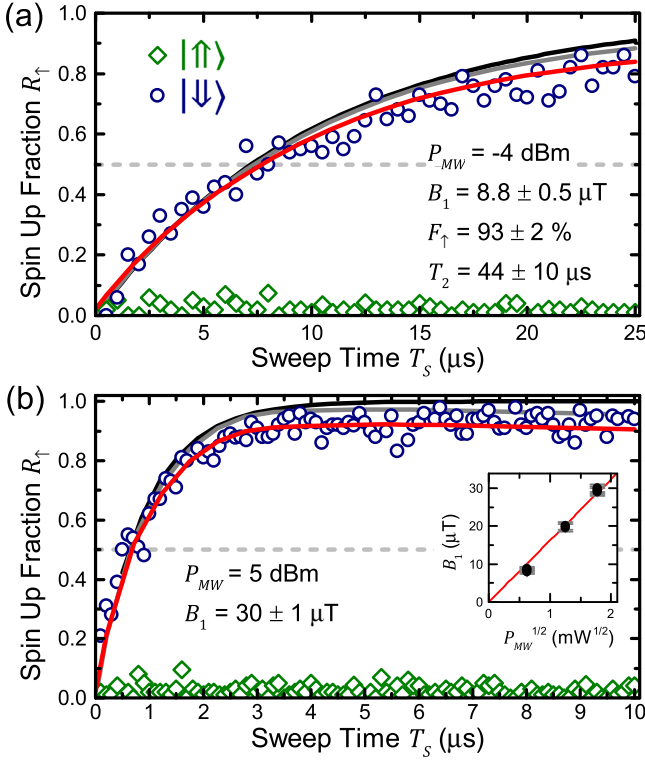 (a)
Spin Up Fraction R↑
1.0
0.8
0.6
0.4
0.2
0.0
|⇑⟩
|⇓⟩
P_MW = -4 dBm
B₁ = 8.8 ± 0.5 µT
F↑ = 93 ± 2 %
T₂ = 44 ± 10 µs
0 5 10 15 20 25
Sweep Time T_S (µs)
(b)
Spin Up Fraction R↑
1.0
0.8
0.6
0.4
0.2
0.0
P_MW = 5 dBm
B₁ = 30 ± 1 µT
B₁ (µT)
30
20
10
0
0 1 2
P_MW^1/2 (mW^1/2)
0 1 2 3 4 5 6 7 8 9 10
Sweep Time T_S (µs)